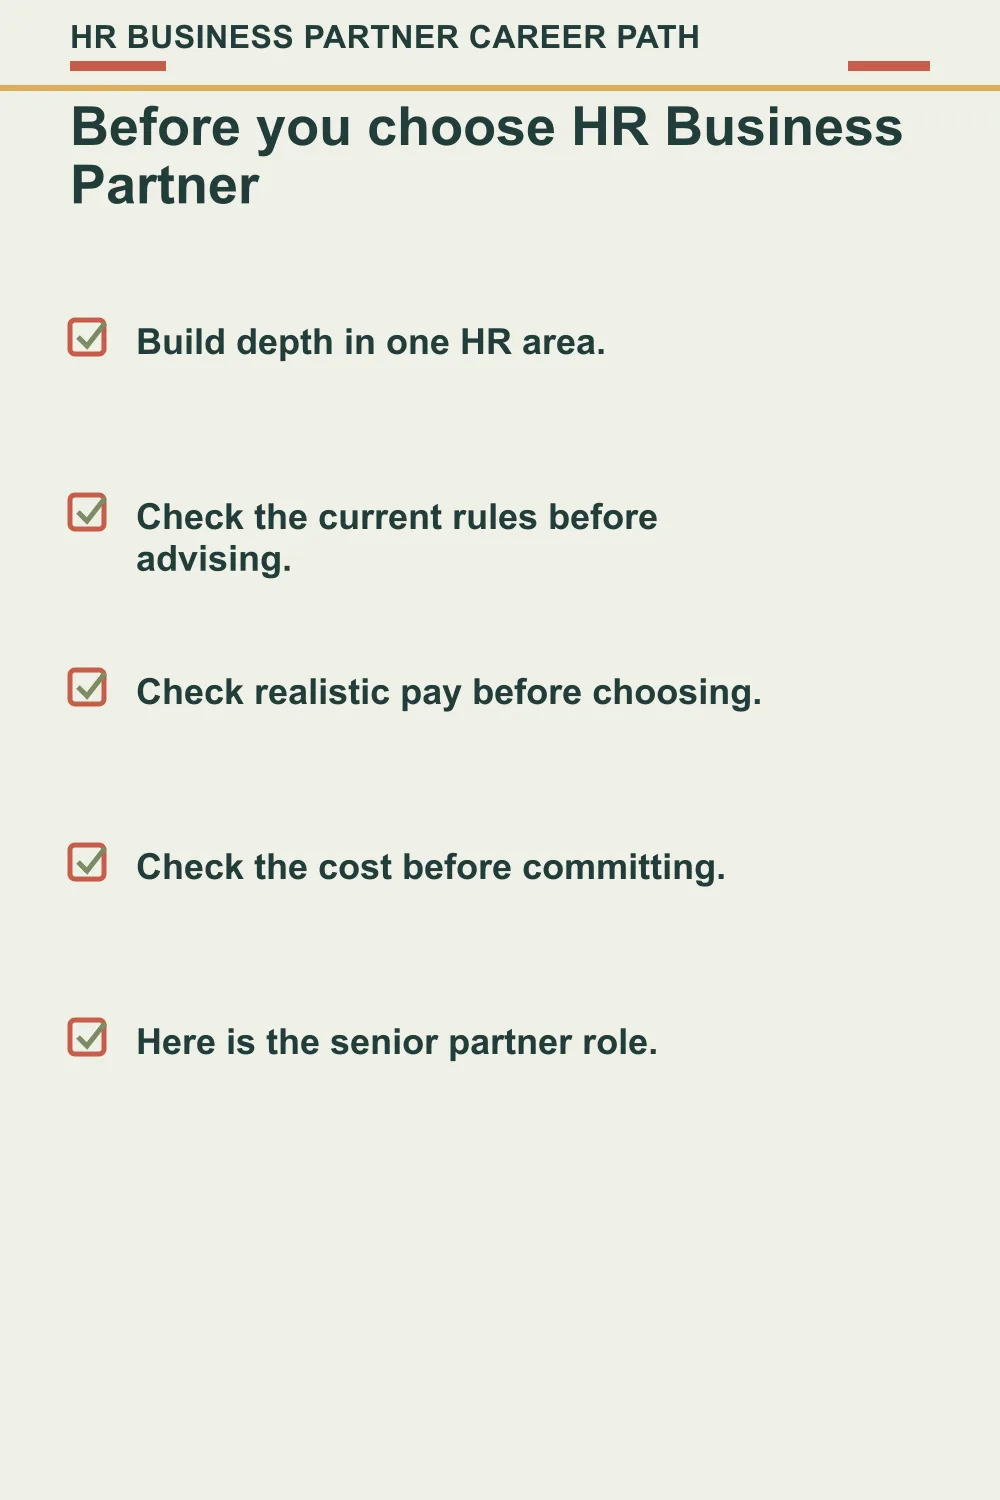 HR BUSINESS PARTNER CAREER PATH
Before you choose HR Business
Partner
Build depth in one HR area.
Check the current rules before
advising.
Check realistic pay before choosing.
Check the cost before committing.
Here is the senior partner role.